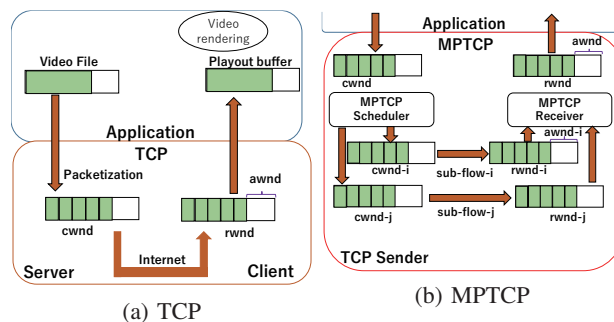 Video
rendering
Video File
Playout buffer
Application
TCP
Packetization
awnd
cwnd
rwnd
Internet
Server
Client
(a) TCP
Application
MPTCP
awnd
cwnd
rwnd
MPTCP
Scheduler
MPTCP
Receiver
awnd-i
cwnd-i
sub-flow-i
rwnd-i
cwnd-j
sub-flow-j
rwnd-j
TCP Sender
(b) MPTCP